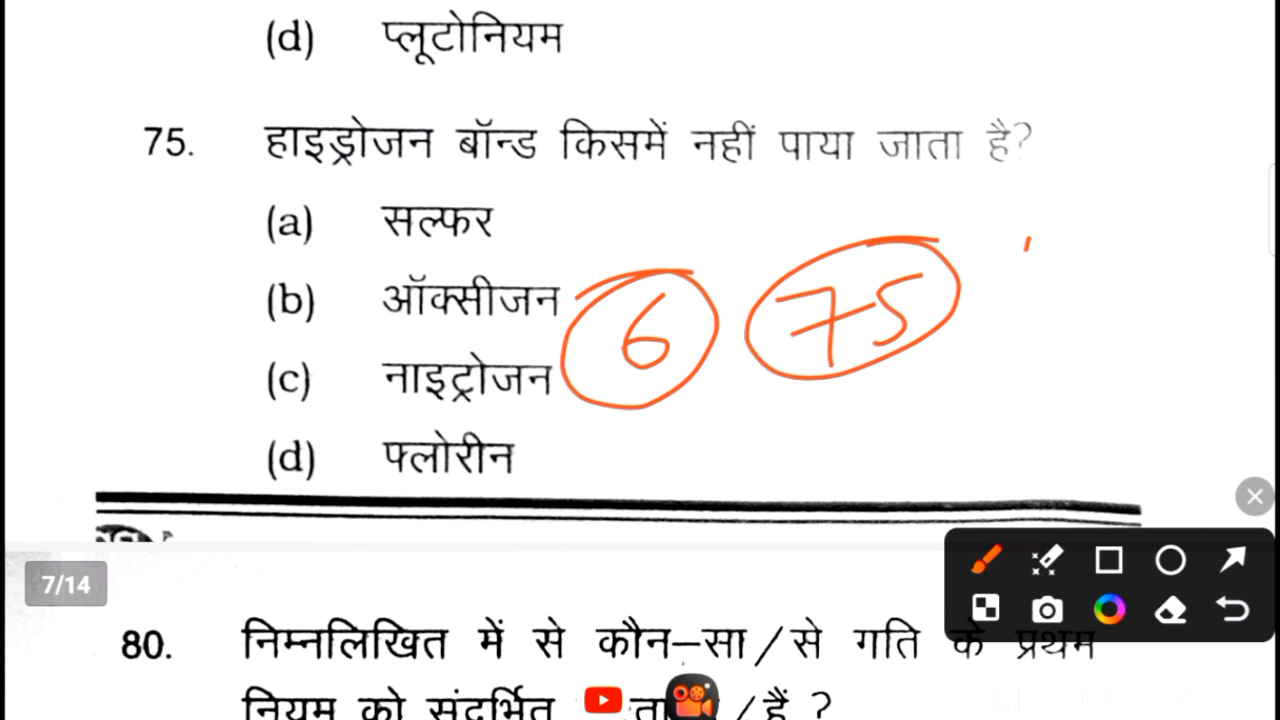 (d) प्लूटोनियम
75. हाइड्रोजन बॉन्ड किसमें नहीं पाया जाता है?
(a) सल्फर
(b) ऑक्सीजन
(c) नाइट्रोजन
(d) फ्लोरीन
6 75
7/14
80. निम्नलिखित में से कौन-सा/से गति के प्रथम
नियम को संदर्भित /हैं ?